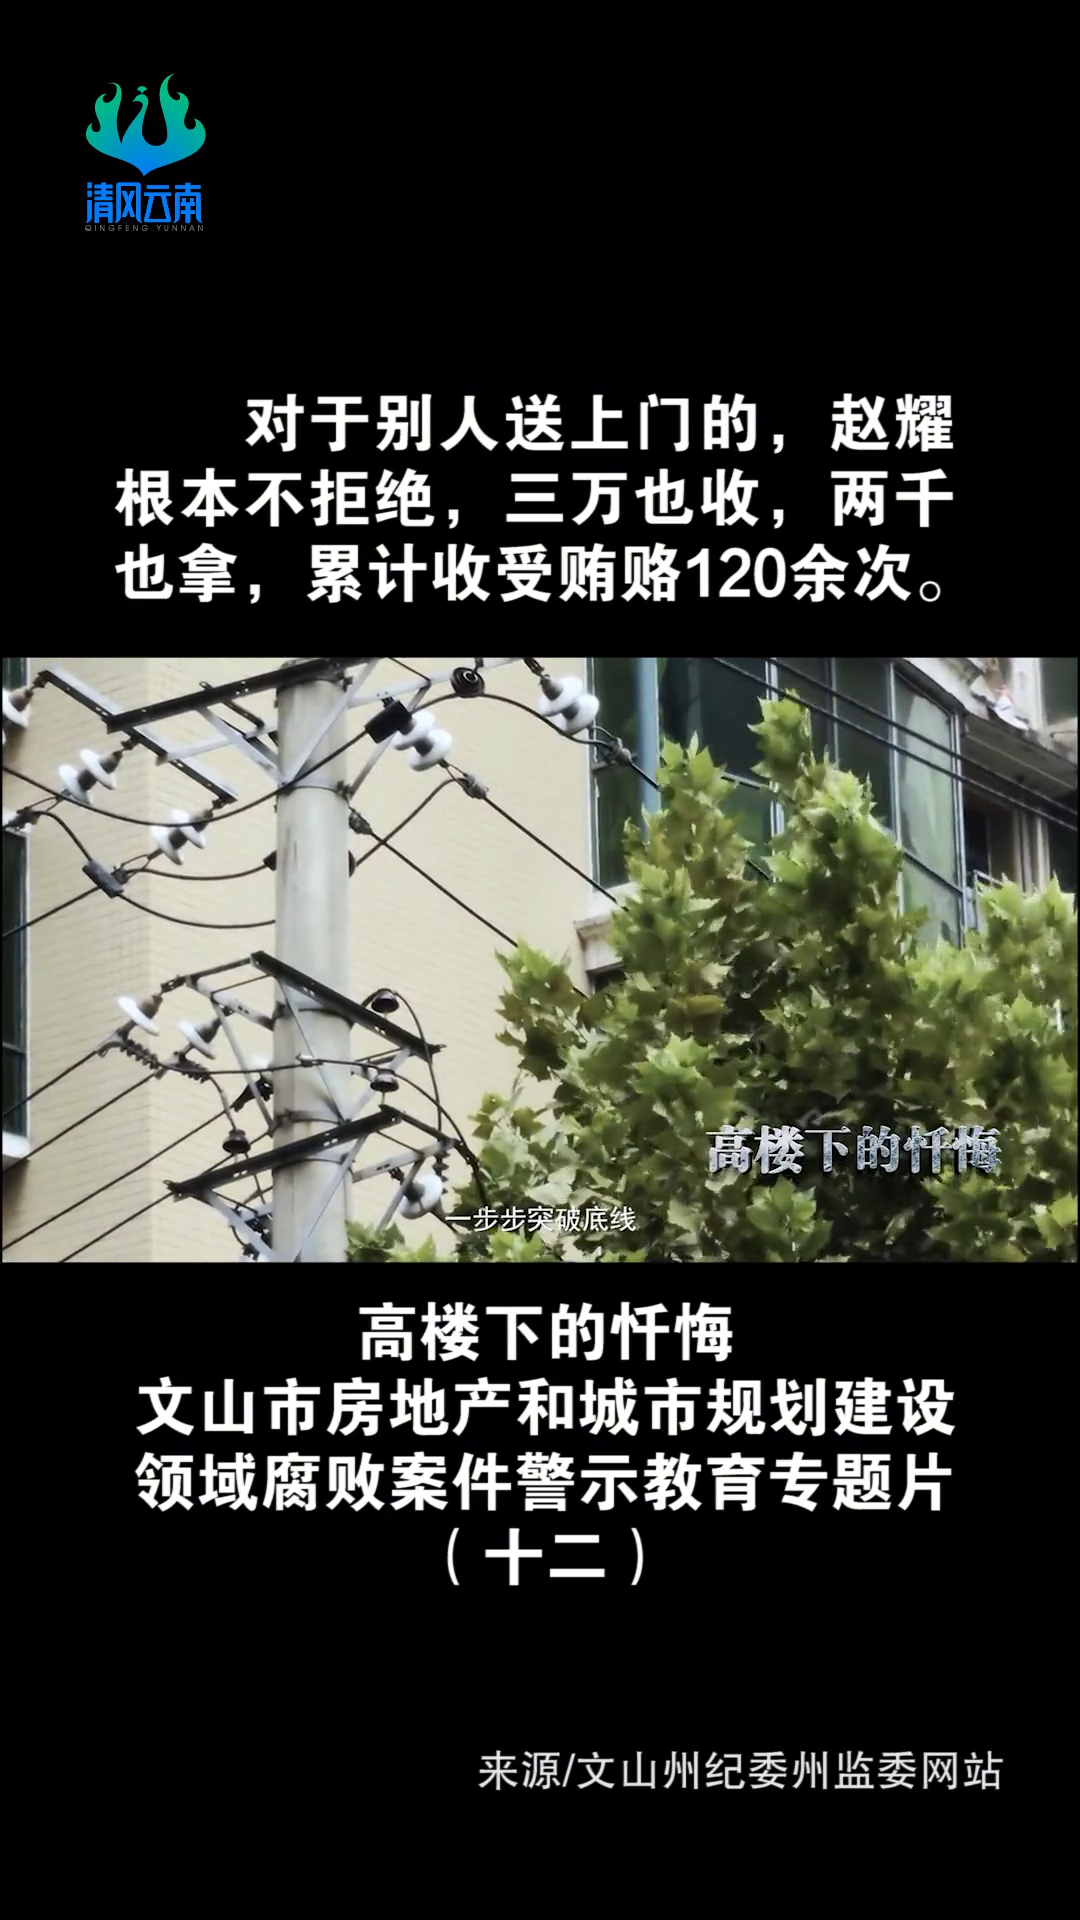 清风云南
QINGFENG YUNNAN
对于别人送上门的，赵耀
根本不拒绝，三万也收，两千
也拿，累计收受贿赂120余次。
高楼下的忏悔
一步步突破底线
高楼下的忏悔
文山市房地产和城市规划建设
领域腐败案件警示教育专题片
（十二）
来源/文山州纪委州监委网站